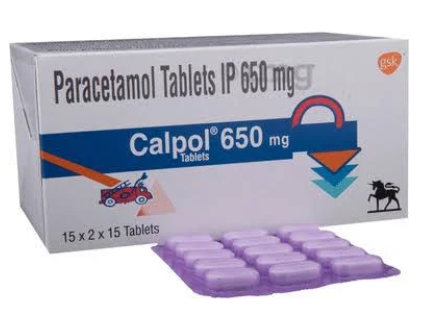 Paracetamol Tablets IP 650 mg
gsk
Calpol® 650 mg
Tablets
15 x 2 x 15 Tablets